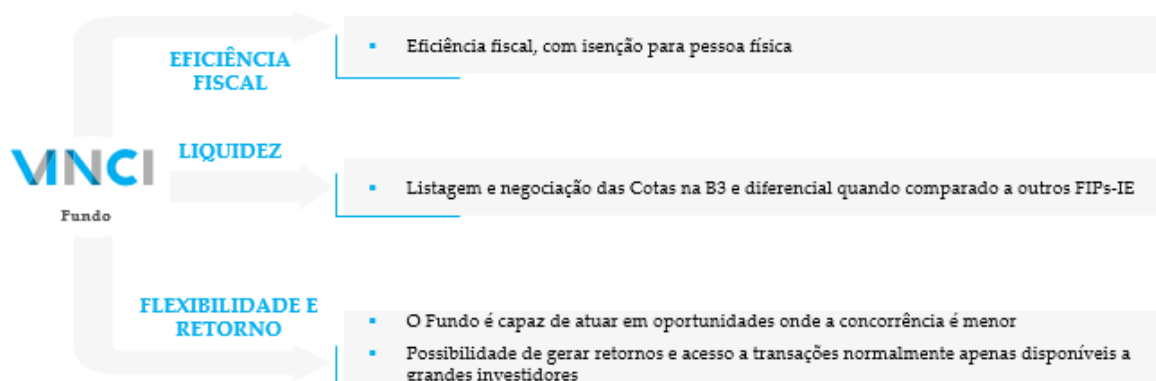 EFICIÊNCIA
FISCAL
▪ Eficiência fiscal, com isenção para pessoa física
VINCI
Fundo
LIQUIDEZ
▪ Listagem e negociação das Cotas na B3 e diferencial quando comparado a outros FIPs-IE
FLEXIBILIDADE E
RETORNO
▪ O Fundo é capaz de atuar em oportunidades onde a concorrência é menor
▪ Possibilidade de gerar retornos e acesso a transações normalmente apenas disponíveis a
grandes investidores